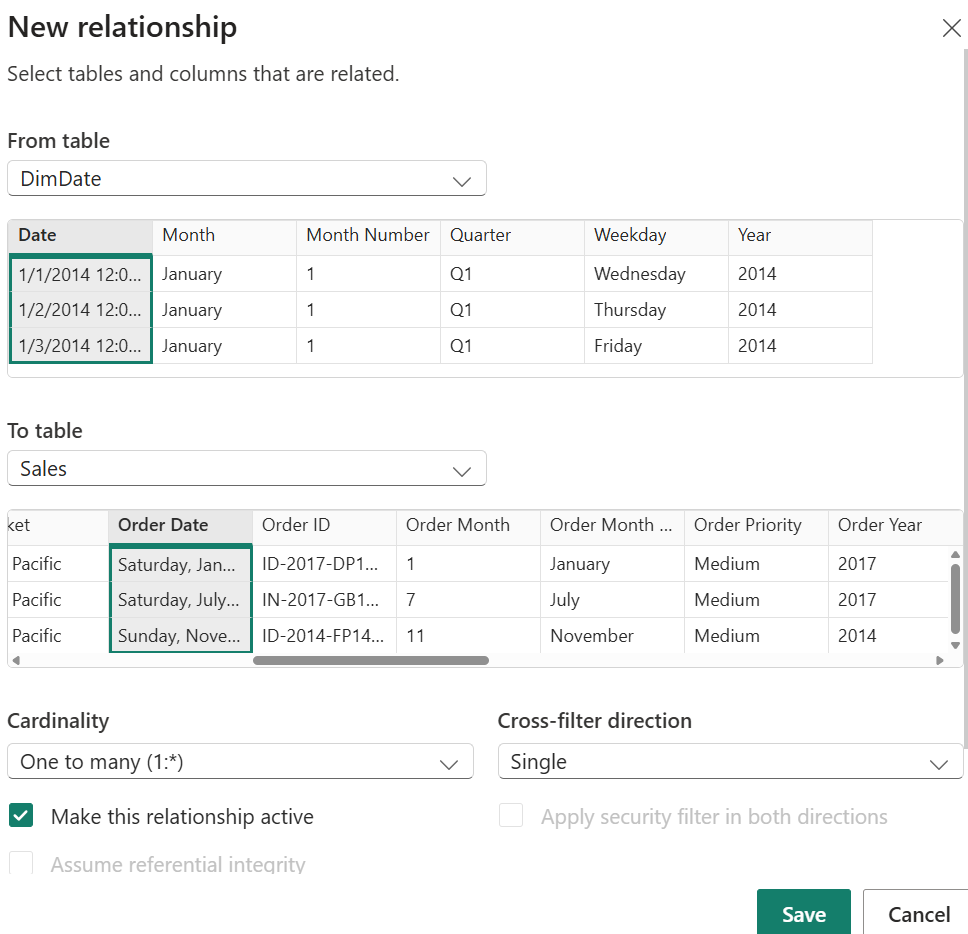 New relationship
Select tables and columns that are related.
From table
DimDate
Date Month Month Number Quarter Weekday Year
1/1/2014 12:0... January 1 Q1 Wednesday 2014
1/2/2014 12:0... January 1 Q1 Thursday 2014
1/3/2014 12:0... January 1 Q1 Friday 2014
To table
Sales
ket Order Date Order ID Order Month Order Month ... Order Priority Order Year
Pacific Saturday, Jan... ID-2017-DP1... 1 January Medium 2017
Pacific Saturday, July... IN-2017-GB1... 7 July Medium 2017
Pacific Sunday, Nove... ID-2014-FP14... 11 November Medium 2014
Cardinality Cross-filter direction
One to many (1:*) Single
Make this relationship active Apply security filter in both directions
Assume referential integrity
Save Cancel